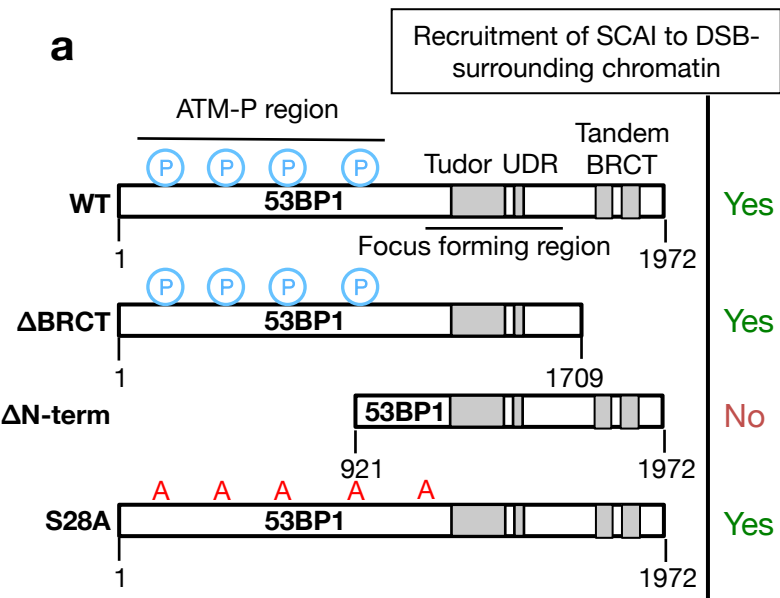 a
Recruitment of SCAI to DSB-
surrounding chromatin
ATM-P region
P P P P
Tudor UDR
Tandem
BRCT
WT
53BP1
Yes
Focus forming region
1
1972
P P P P
ΔBRCT
53BP1
Yes
1
1709
ΔN-term
53BP1
No
921
1972
A A A A A
S28A
53BP1
Yes
1
1972